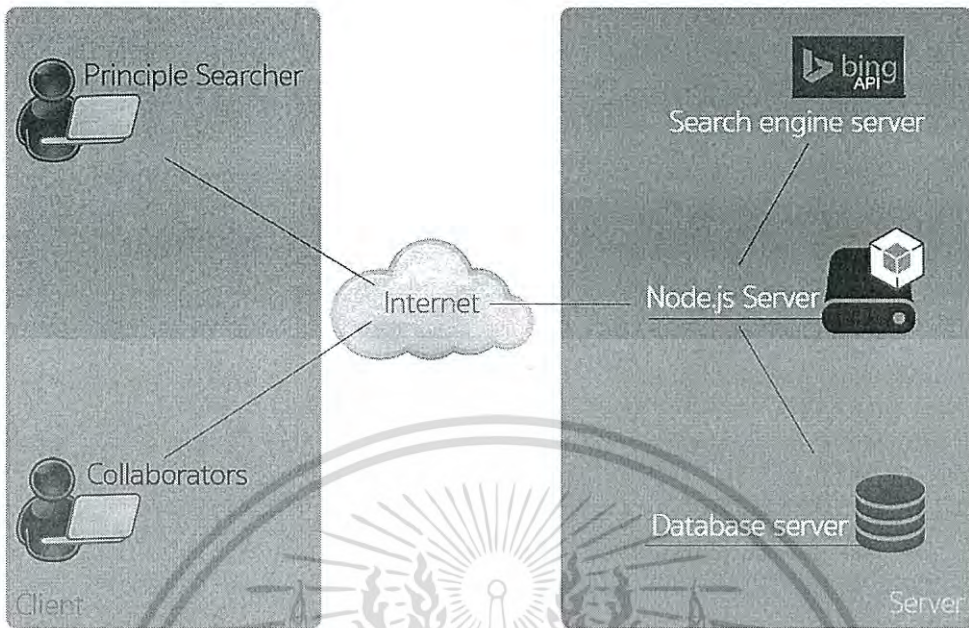 Principle Searcher
bing
API
Search engine server
Internet
Node.js Server
Collaborators
Database server
Client
Server